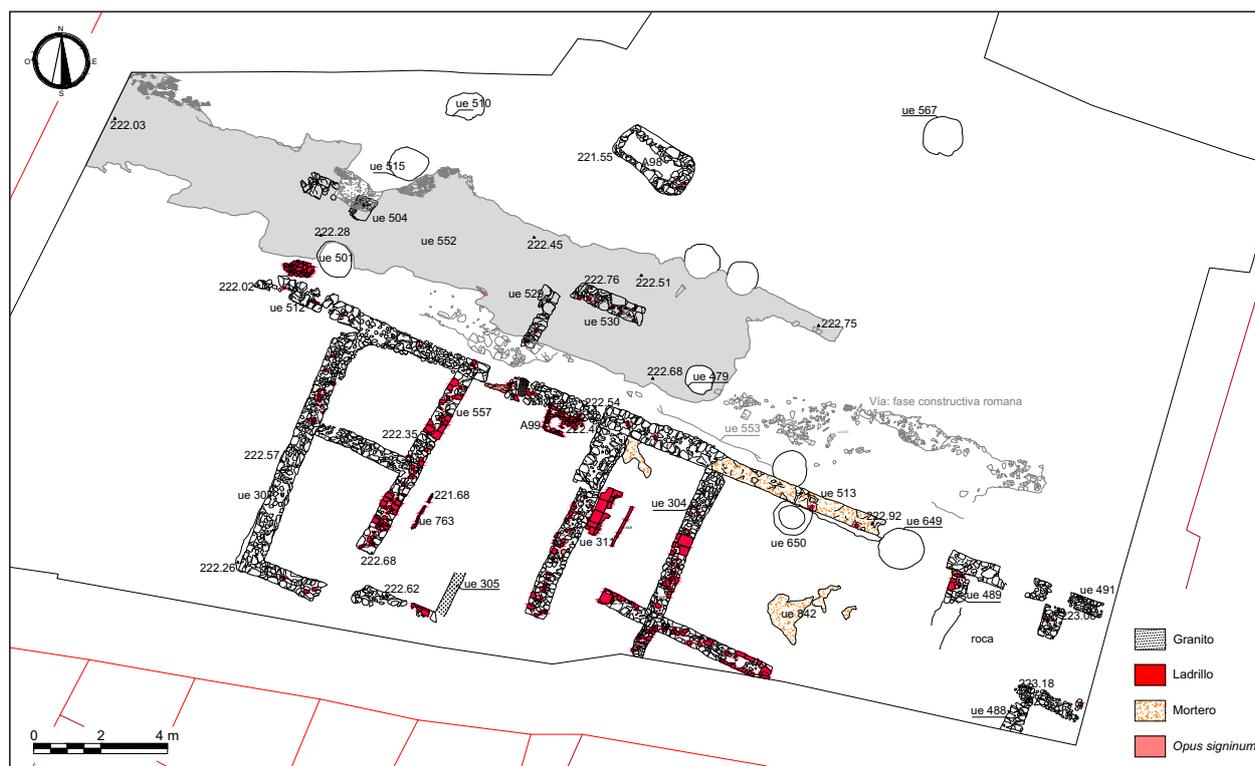 N
O E
S
ue 510
ue 567
222.03
221.55
A98
ue 515
ue 504
222.28
ue 552
222.45
ue 501
222.76
222.51
222.02
ue 529
ue 512
ue 530
222.75
222.68
ue 479
Vía: fase constructiva romana
222.54
ue 557
A99
ue 553
222.35
222.57
221.68
ue 304
ue 513
222.92
ue 649
ue 763
ue 311
ue 650
222.68
222.26
222.62
ue 305
ue 489
ue 491
ue 842
roca
Granito
Ladrillo
223.18
ue 488
Mortero
Opus signinum
0 2 4 m